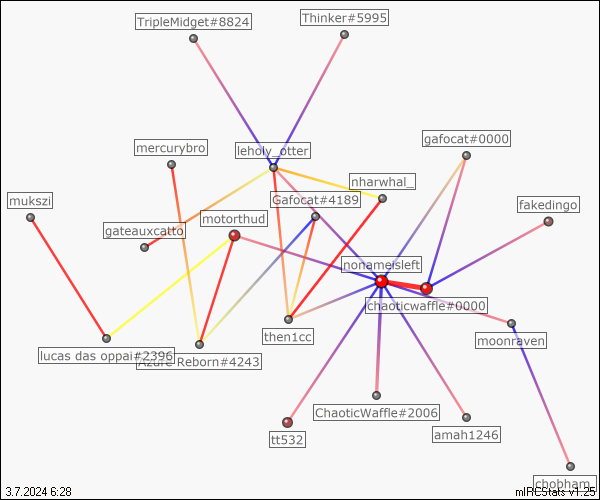 TripleMidget#8824
Thinker#5995
mercurybro
leholy_otter
gafocat#0000
nharwhal_
mukszi
Gafocat#4189
motorthud
fakedingo
gateauxcatto
nonameisleft
chaoticwaffle#0000
then1cc
moonraven
lucas das oppai#2396
Azure Reborn#4243
ChaoticWaffle#2006
amah1246
tt532
chobham_
3.7.2024 6:28
mIRCStats v1.25